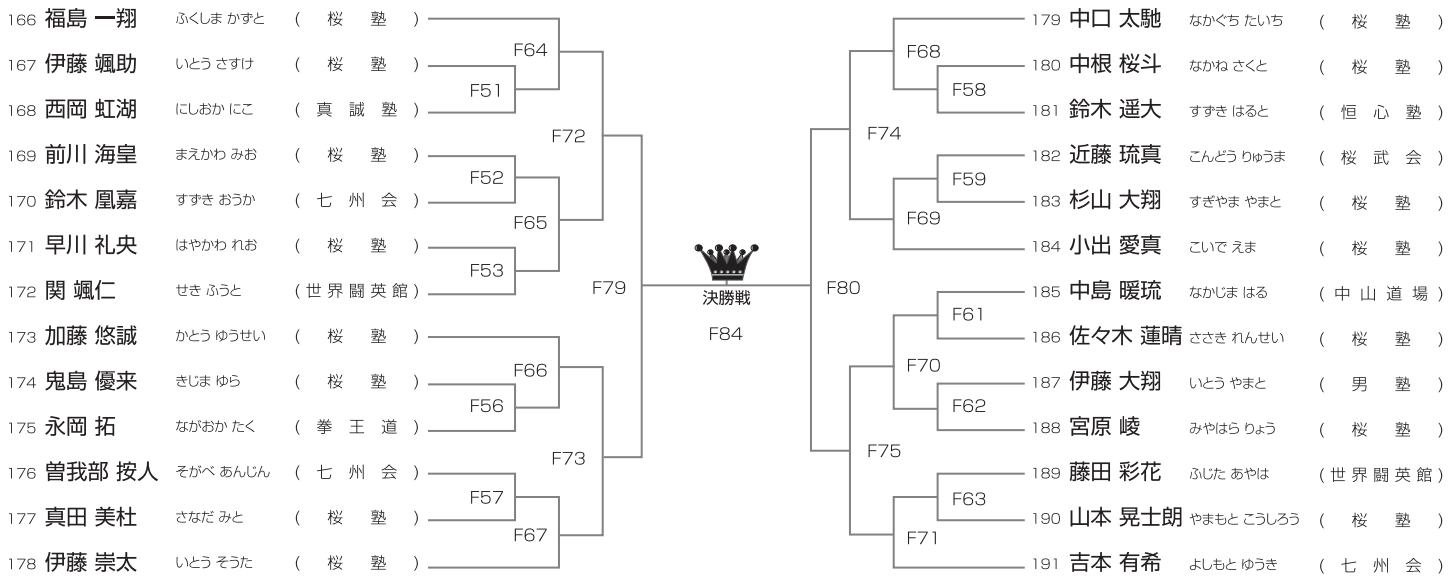 166 福島 一翔 ふくしま かずと ( 桜 塾 )
167 伊藤 颯助 いとう さすけ ( 桜 塾 )
168 西岡 虹湖 にしおか にこ ( 真 誠 塾 )
169 前川 海皇 まえかわ みお ( 桜 塾 )
170 鈴木 凰嘉 すずき おうか ( 七 州 会 )
171 早川 礼央 はやかわ れお ( 桜 塾 )
172 関 颯仁 せき ふうと ( 世 界 闘 英 館 )
173 加藤 悠誠 かとう ゆうせい ( 桜 塾 )
174 鬼島 優来 きじま ゆら ( 桜 塾 )
175 永岡 拓 ながおか たく ( 拳 王 道 )
176 曽我部 按人 そがべ あんじん ( 七 州 会 )
177 真田 美杜 さなだ みと ( 桜 塾 )
178 伊藤 崇太 いとう そうた ( 桜 塾 )
F64
F51
F72
F52
F65
F53
F79
F66
F56
F73
F57
F67
決勝戦
F84
F68
F58
F74
F59
F69
F80
F61
F70
F62
F75
F63
F71
179 中口 太馳 なかぐち たいち ( 桜 塾 )
180 中根 桜斗 なかね さくと ( 桜 塾 )
181 鈴木 遥大 すずき はると ( 恒 心 塾 )
182 近藤 琉真 こんどう りゅうま ( 桜 武 会 )
183 杉山 大翔 すぎやま やまと ( 桜 塾 )
184 小出 愛真 こいで えま ( 桜 塾 )
185 中島 暖琉 なかじま はる ( 中 山 道 場 )
186 佐々木 蓮晴 ささき れんせい ( 桜 塾 )
187 伊藤 大翔 いとう やまと ( 男 塾 )
188 宮原 崚 みやはら りょう ( 桜 塾 )
189 藤田 彩花 ふじた あやは ( 世 界 闘 英 館 )
190 山本 晃士朗 やまもと こうしろう ( 桜 塾 )
191 吉本 有希 よしもと ゆうき ( 七 州 会 )